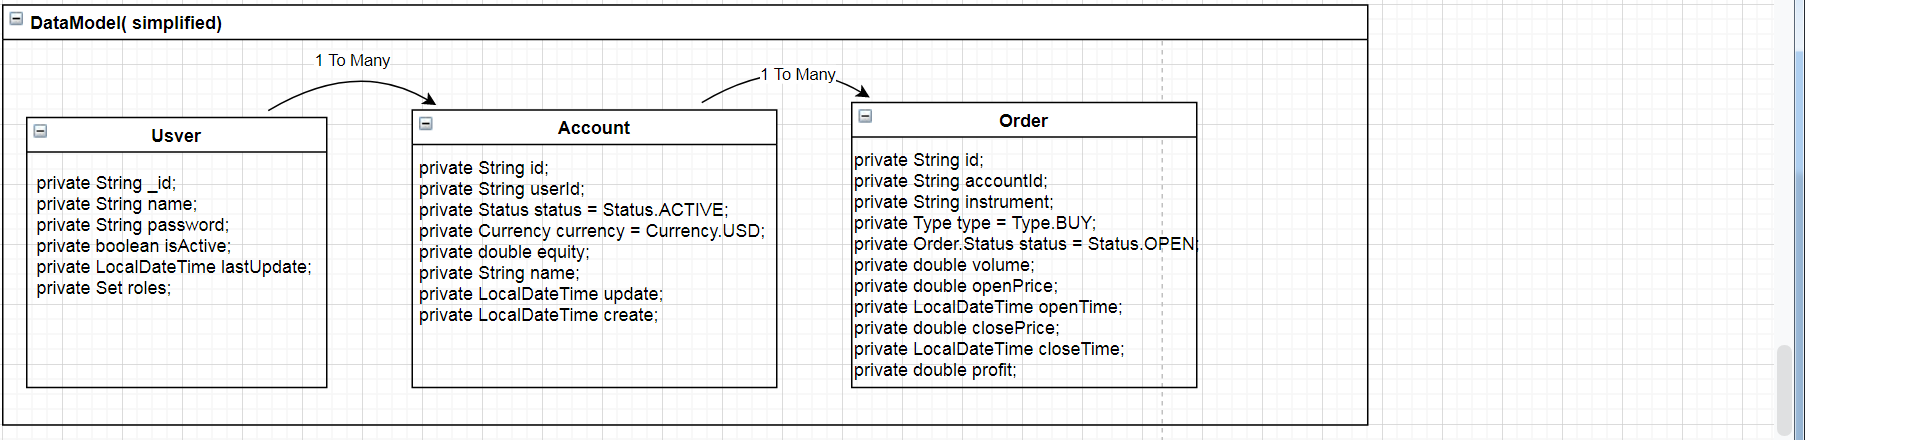 DataModel( simplified)
1 To Many
1 To Many
Usver
private String _id;
private String name;
private String password;
private boolean isActive;
private LocalDateTime lastUpdate;
private Set roles;
Account
private String id;
private String userId;
private Status status = Status.ACTIVE;
private Currency currency = Currency.USD;
private double equity;
private String name;
private LocalDateTime update;
private LocalDateTime create;
Order
private String id;
private String accountId;
private String instrument;
private Type type = Type.BUY;
private Order.Status status = Status.OPEN;
private double volume;
private double openPrice;
private LocalDateTime openTime;
private double closePrice;
private LocalDateTime closeTime;
private double profit;